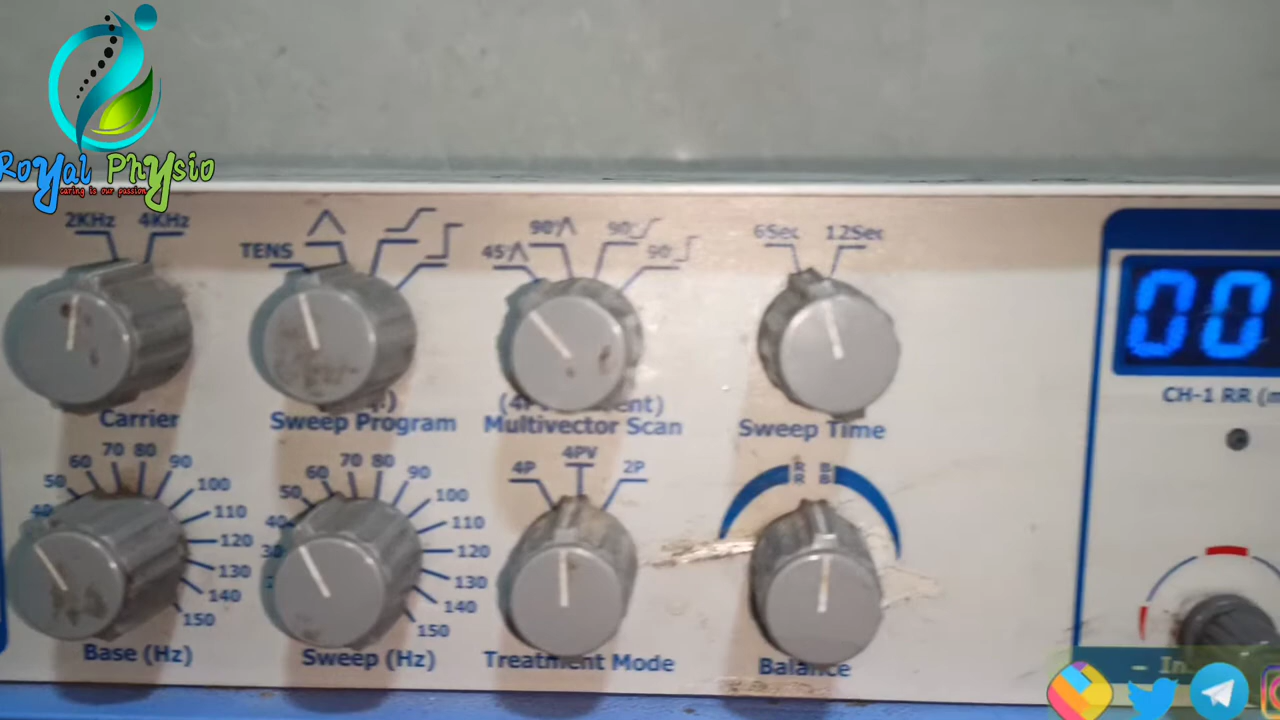 Royal Physio
caring is our passion
2KHz 4KHz
TENS
45° 90° 90° 90°
6Sec 12Sec
00
Carrier
Sweep Program
Multivector Scan
Sweep Time
CH-1 RR
50 60 70 80 90 100 110 120 130 140 150
40 50 60 70 80 90 100 110 120 130 140 150
4P 4PV 2P
R B
R B
Base (Hz)
Sweep (Hz)
Treatment Mode
Balance